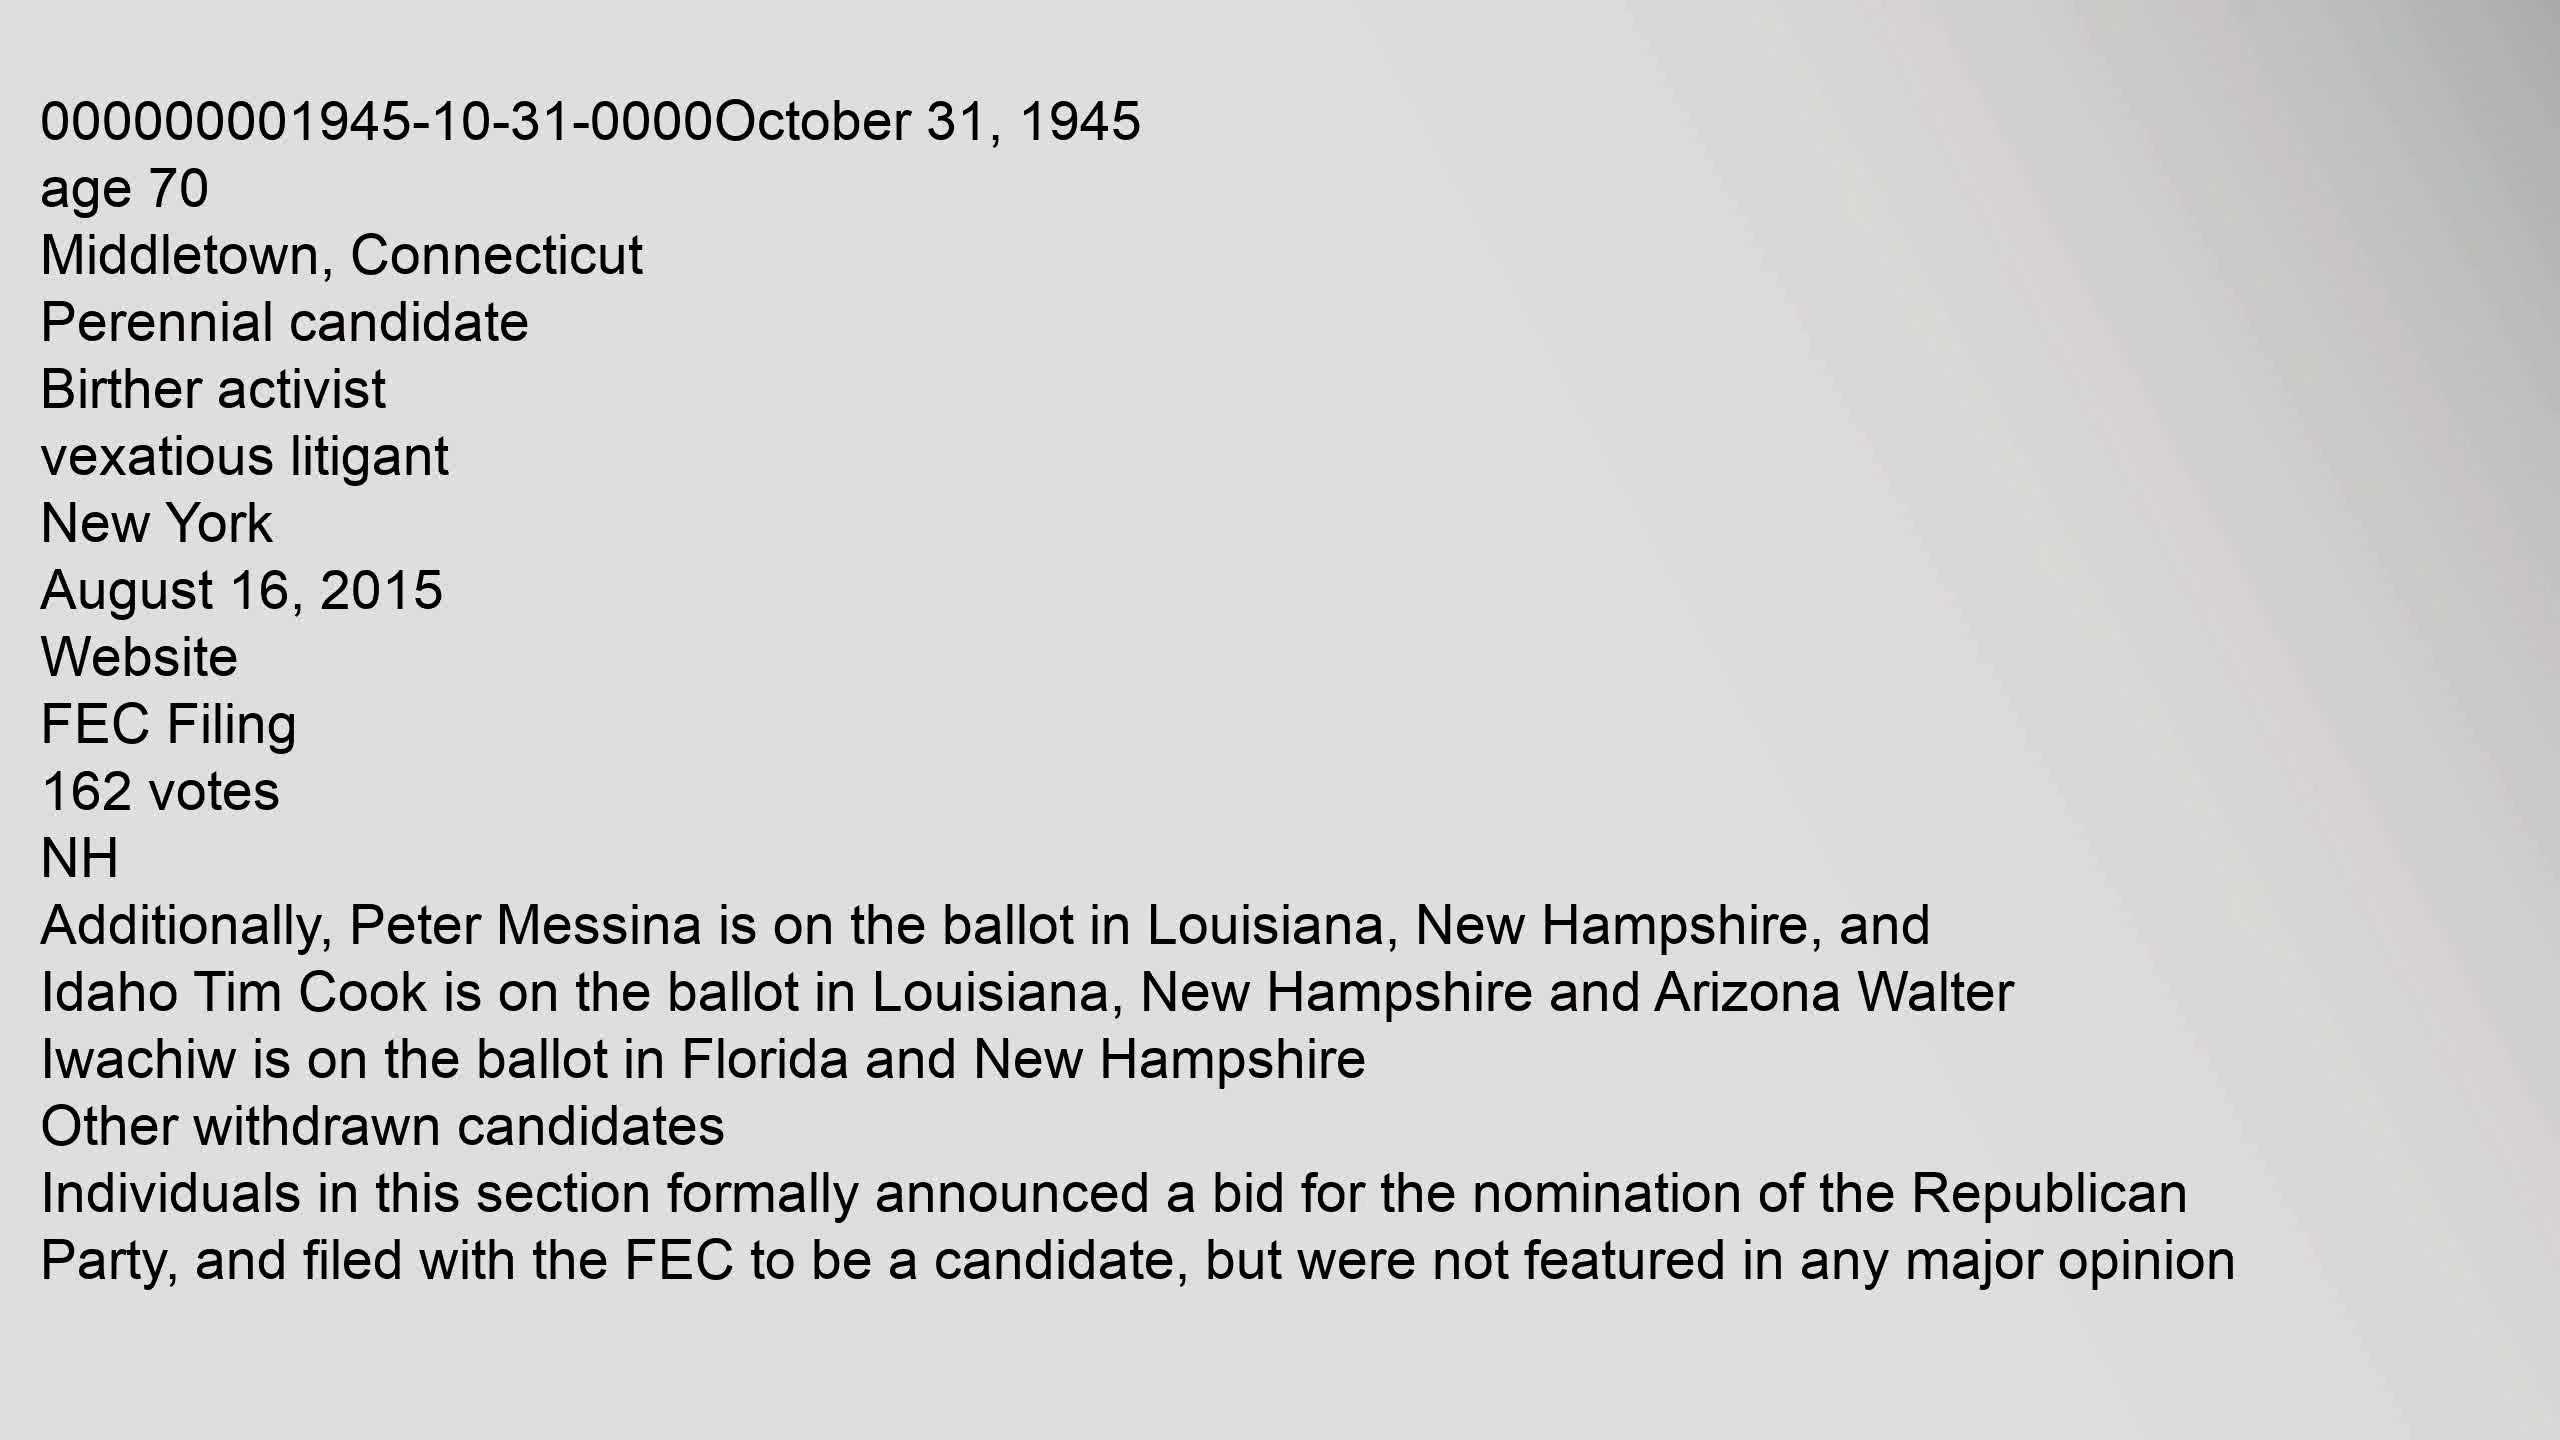 000000001945-10-31-0000October 31, 1945
age 70
Middletown, Connecticut
Perennial candidate
Birther activist
vexatious litigant
New York
August 16, 2015
Website
FEC Filing
162 votes
NH
Additionally, Peter Messina is on the ballot in Louisiana, New Hampshire, and
Idaho Tim Cook is on the ballot in Louisiana, New Hampshire and Arizona Walter
Iwachiw is on the ballot in Florida and New Hampshire
Other withdrawn candidates
Individuals in this section formally announced a bid for the nomination of the Republican
Party, and filed with the FEC to be a candidate, but were not featured in any major opinion